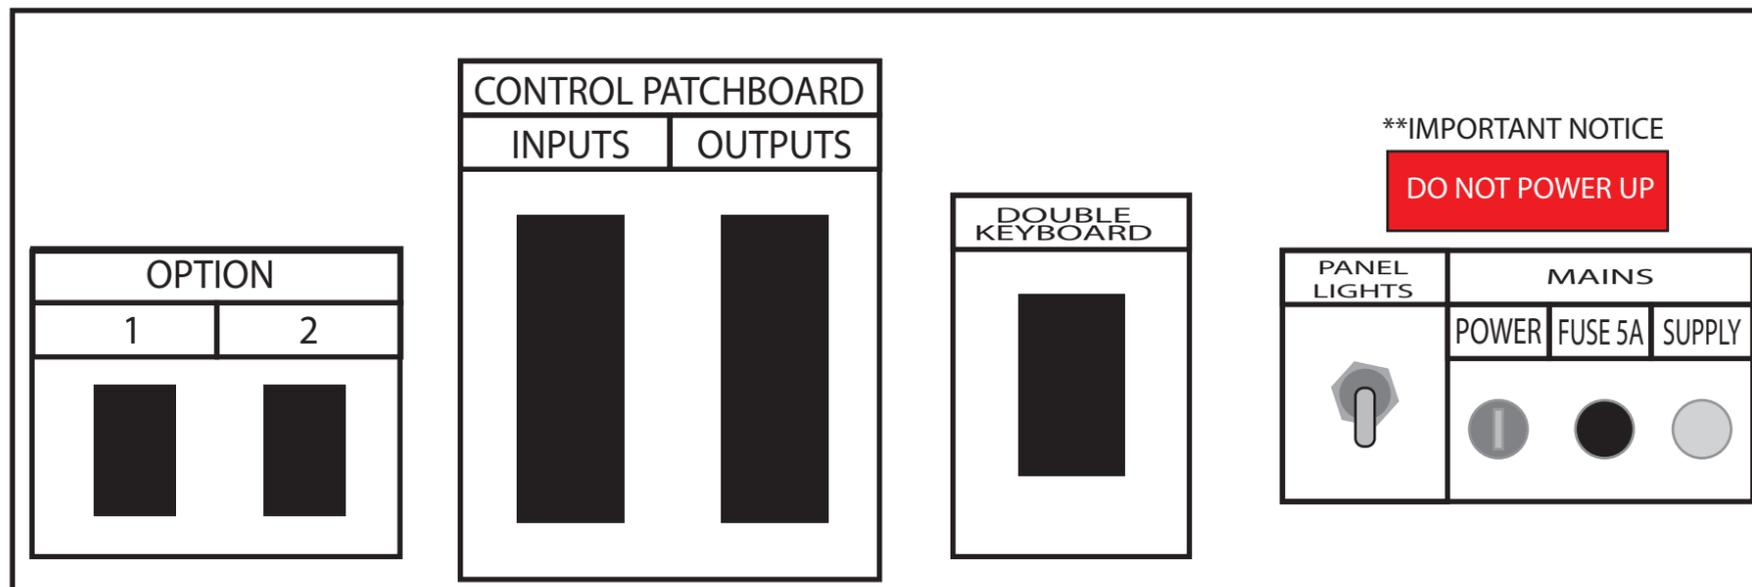 CONTROL PATCHBOARD
INPUTS OUTPUTS
**IMPORTANT NOTICE
DO NOT POWER UP
DOUBLE
KEYBOARD
OPTION
1 2
PANEL
LIGHTS
MAINS
POWER FUSE 5A SUPPLY